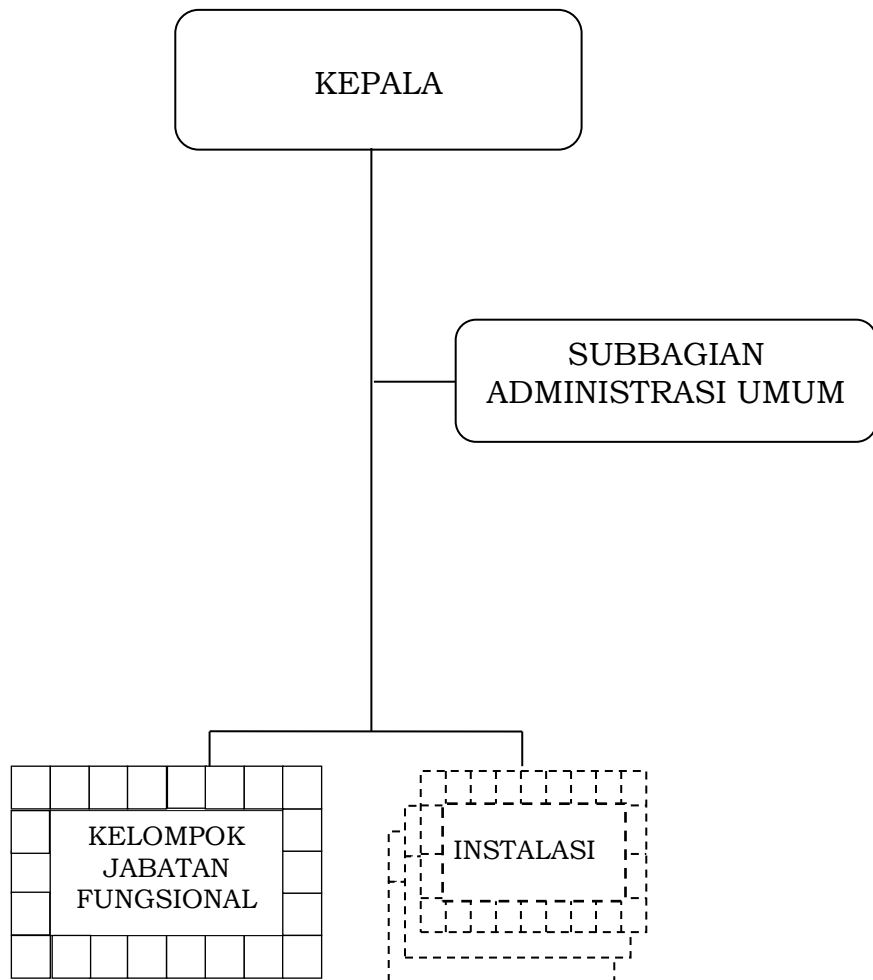 KEPALA
SUBBAGIAN
ADMINISTRASI UMUM
KELOMPOK
JABATAN
FUNGSIONAL
INSTALASI